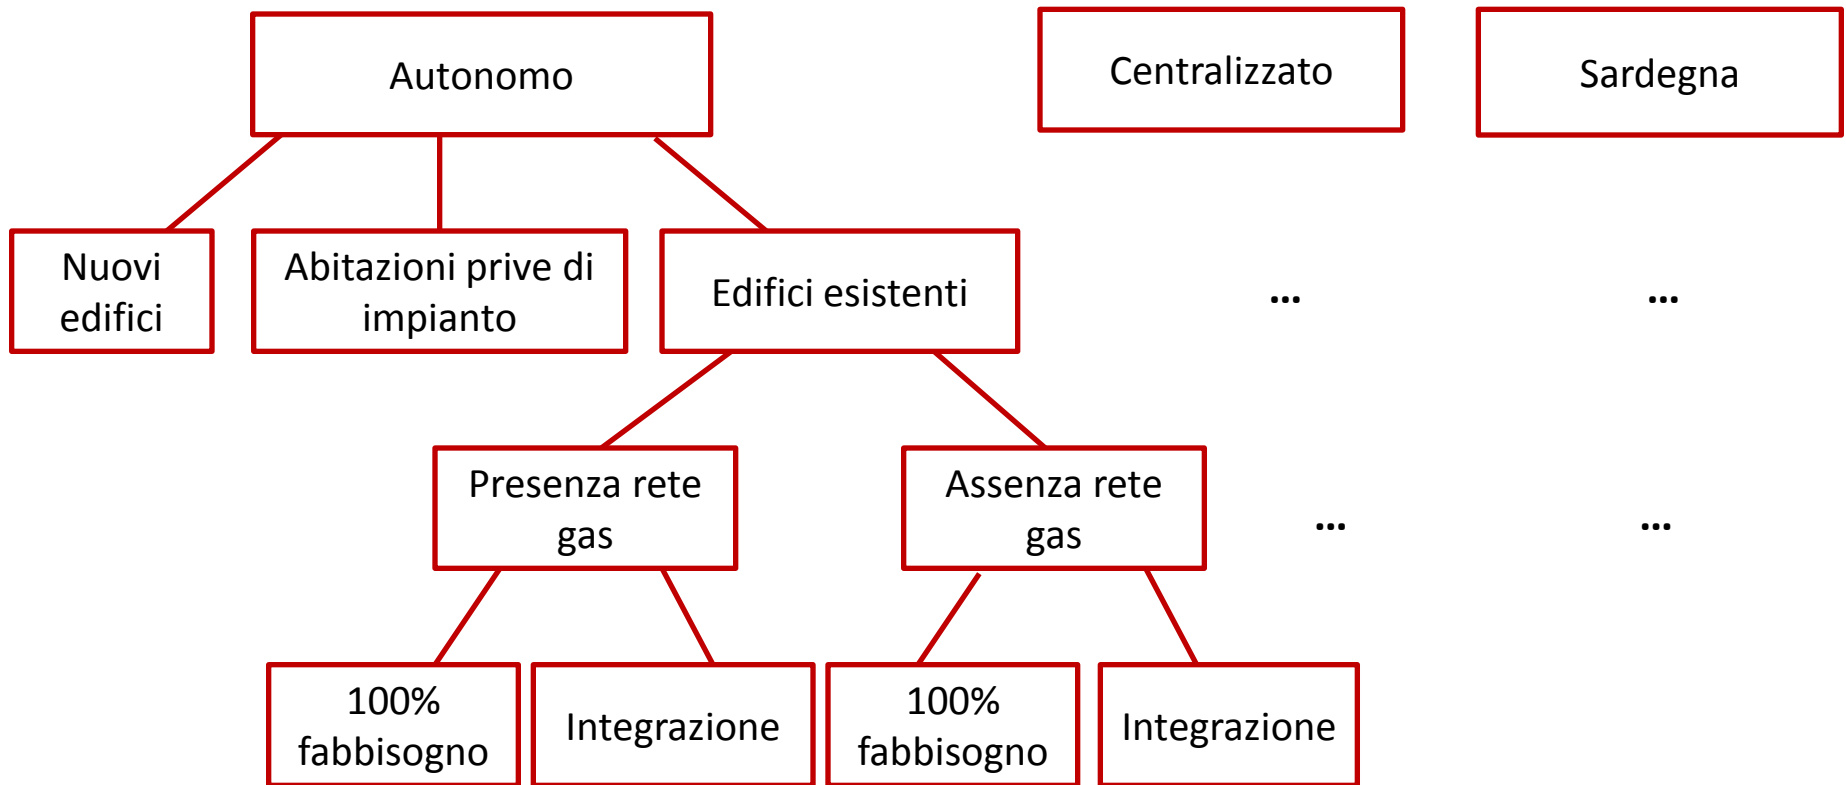 Autonomo
Centralizzato
Sardegna
Nuovi
edifici
Abitazioni prive di
impianto
Edifici esistenti
...
...
Presenza rete
gas
Assenza rete
gas
...
...
100%
fabbisogno
Integrazione
100%
fabbisogno
Integrazione